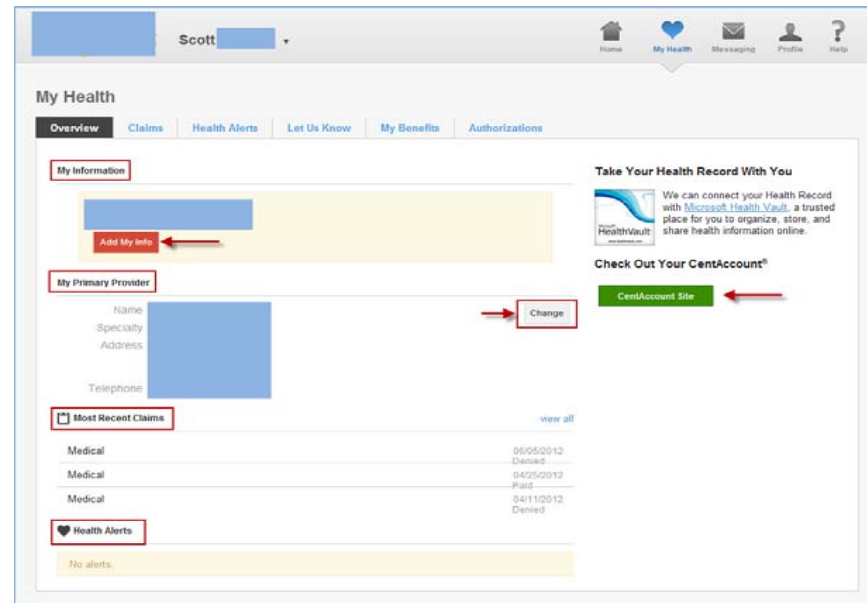 Scott
Home
My Health
Messaging
Profile
Help
My Health
Overview
Claims
Health Alerts
Let Us Know
My Benefits
Authorizations
My Information
Add My Info
My Primary Provider
Change
Name
Specialty
Address
Telephone
Most Recent Claims
view all
Medical
06/05/2012
Denied
Medical
04/25/2012
Paid
Medical
04/11/2012
Denied
Health Alerts
No alerts.
Take Your Health Record With You
We can connect your Health Record
with Microsoft Health Vault, a trusted
place for you to organize, store, and
share health information online.
HealthVault
Check Out Your CentAccount®
CentAccount Site